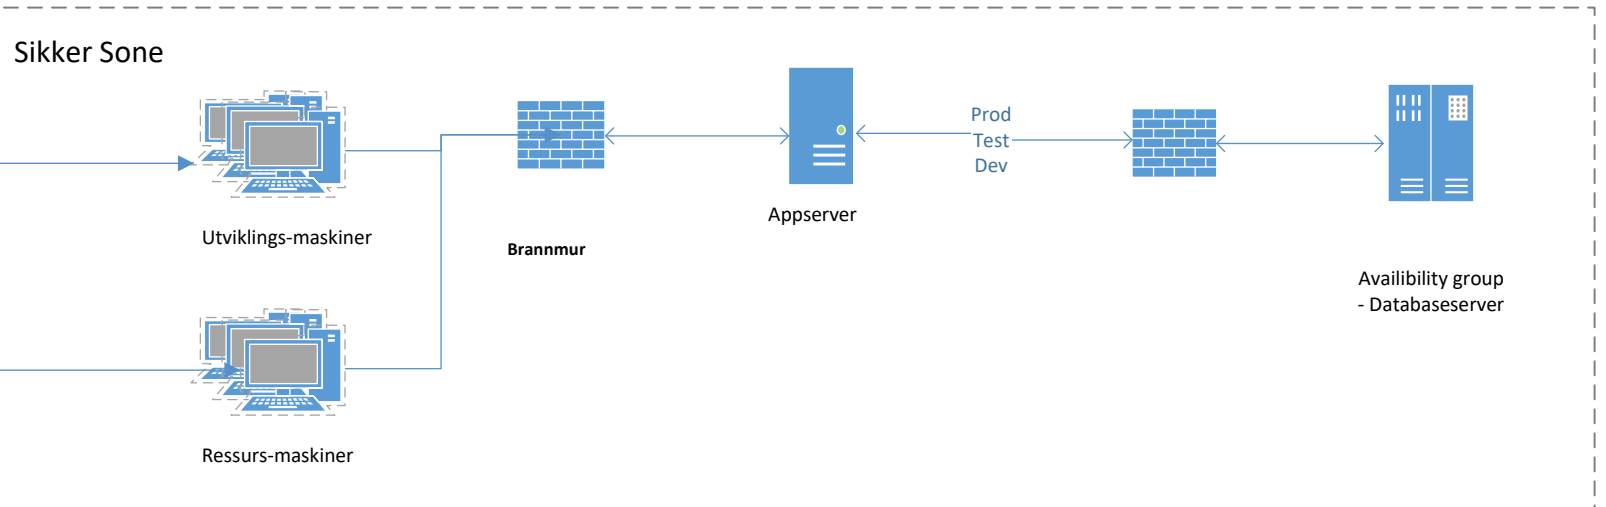 Sikker Sone
Prod
Test
Dev
Utviklings-maskiner
Brannmur
Appserver
Availibility group
- Databaseserver
Ressurs-maskiner